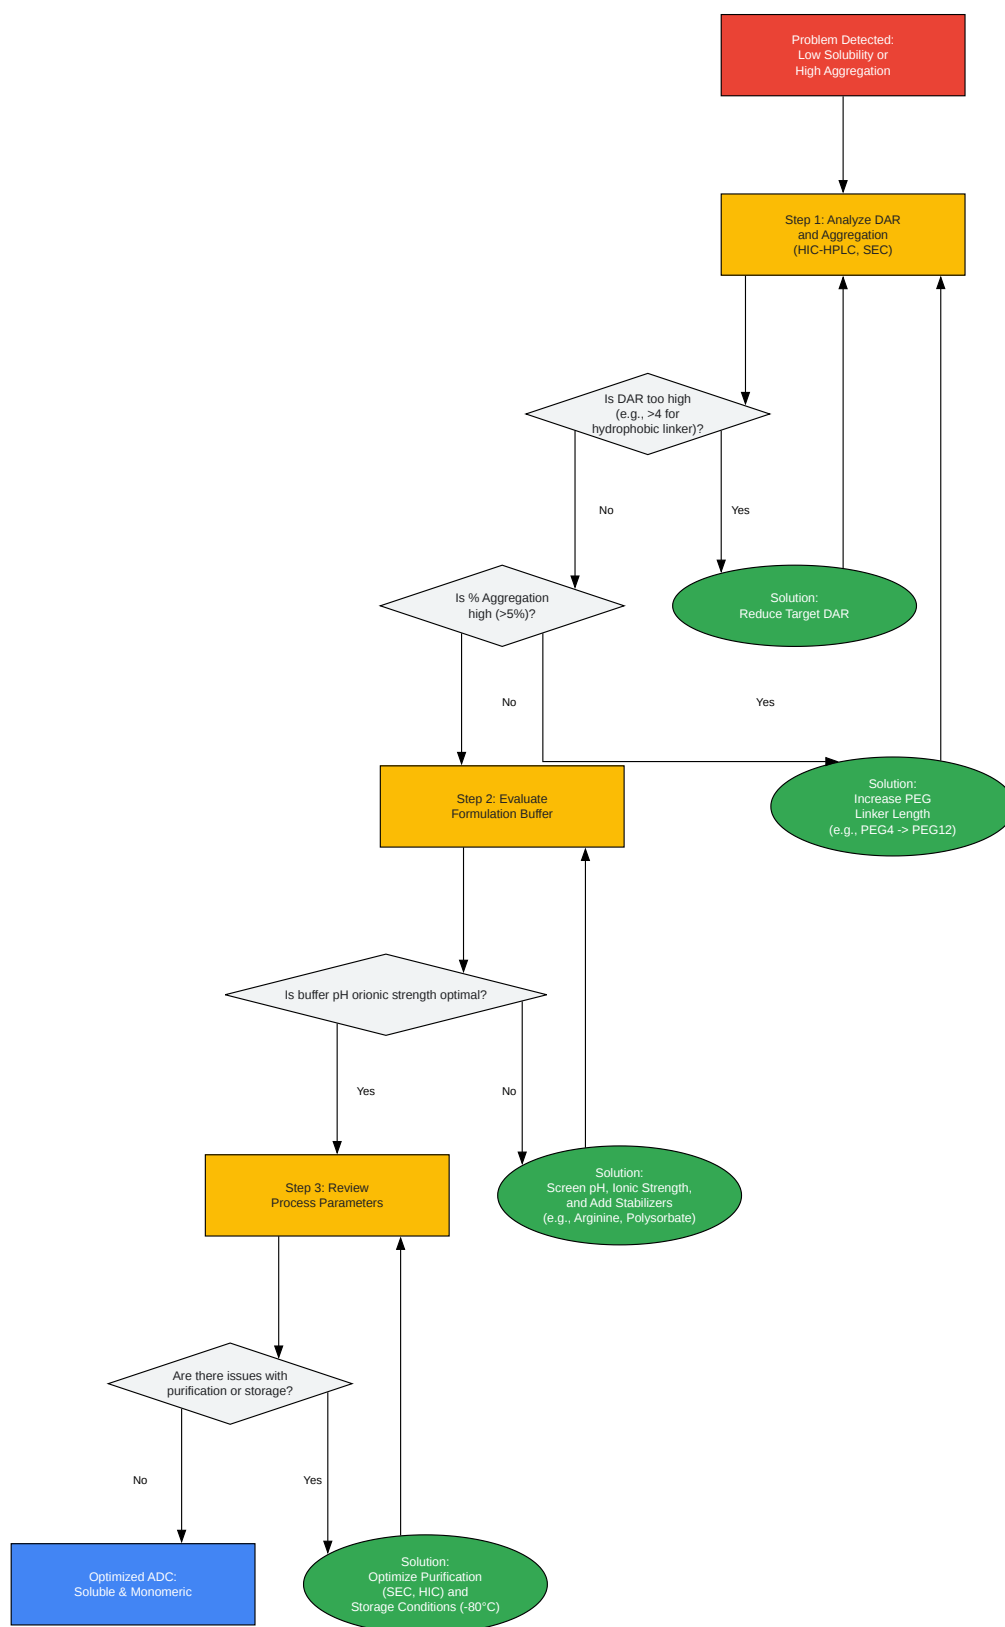 Problem Detected:
Low Solubility or
High Aggregation
Step 1: Analyze DAR
and Aggregation
(HIC-HPLC, SEC)
Is DAR too high
(e.g., >4 for
hydrophobic linker)?
No
Yes
Is % Aggregation
high (>5%)?
Solution:
Reduce Target DAR
No
Yes
Step 2: Evaluate
Formulation Buffer
Solution:
Increase PEG
Linker Length
(e.g., PEG4 -> PEG12)
Is buffer pH orionic strength optimal?
Yes
No
Step 3: Review
Process Parameters
Solution:
Screen pH, Ionic Strength,
and Add Stabilizers
(e.g., Arginine, Polysorbate)
Are there issues with
purification or storage?
No
Yes
Optimized ADC:
Soluble & Monomeric
Solution:
Optimize Purification
(SEC, HIC) and
Storage Conditions (-80°C)